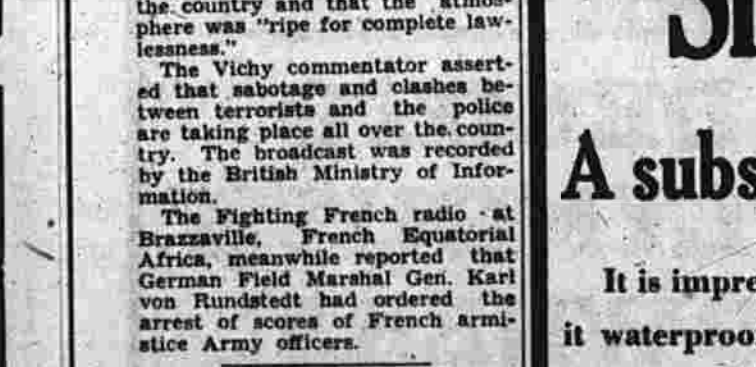 the country and that the atmos-
phere was "ripe for complete law-
lessness."
The Vichy commentator assert-
ed that sabotage and clashes be-
tween terrorists and the police
are taking place all over the coun-
try. The broadcast was recorded
by the British Ministry of Infor-
mation.
The Fighting French radio at
Brazzaville, French Equatorial
Africa, meanwhile reported that
German Field Marshal Gen. Karl
von Rundstedt had ordered the
arrest of scores of French armi-
stice Army officers.
A subs
It is impre
it waterproo